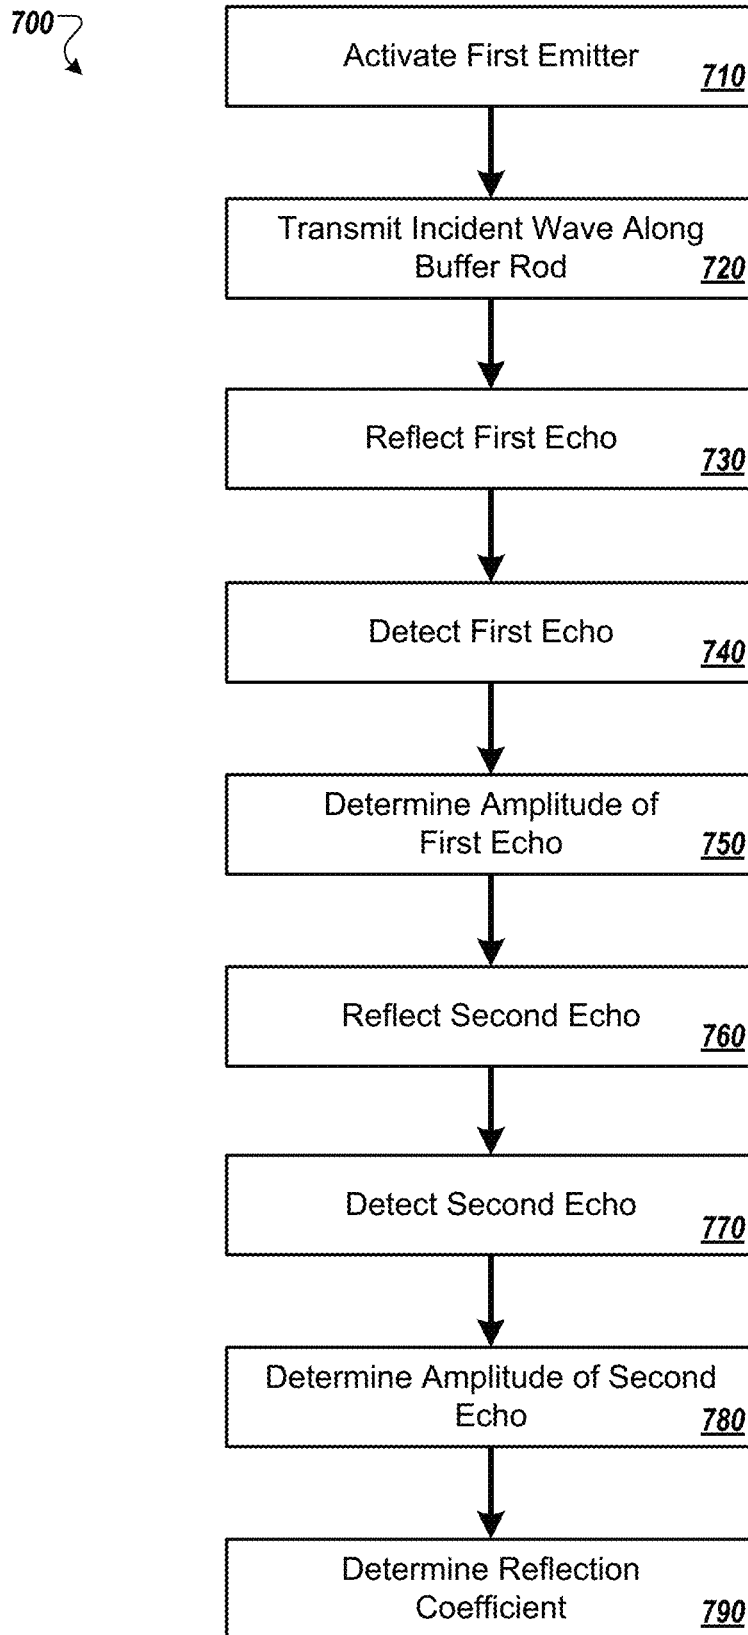 700
Activate First Emitter
710
Transmit Incident Wave Along
Buffer Rod
720
Reflect First Echo
730
Detect First Echo
740
Determine Amplitude of
First Echo
750
Reflect Second Echo
760
Detect Second Echo
770
Determine Amplitude of Second
Echo
780
Determine Reflection
Coefficient
790